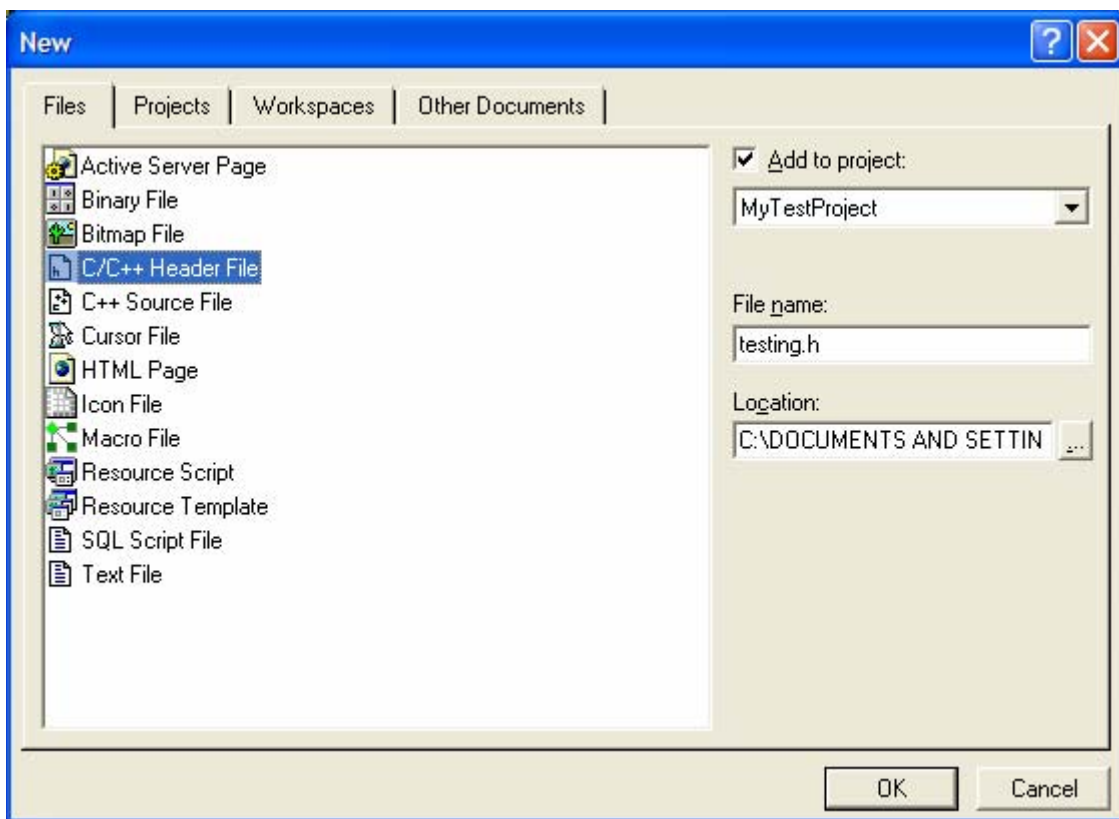 New
Files Projects Workspaces Other Documents
Active Server Page
Binary File
Bitmap File
C/C++ Header File
C++ Source File
Cursor File
HTML Page
Icon File
Macro File
Resource Script
Resource Template
SQL Script File
Text File
Add to project:
MyTestProject
File name:
testing.h
Location:
C:\DOCUMENTS AND SETTIN ...
OK Cancel